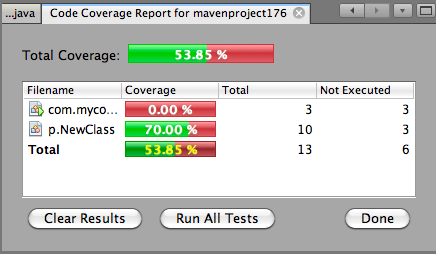 ...java Code Coverage Report for mavenproject176
Total Coverage: 53.85 %
Filename Coverage Total Not Executed
com.myco... 0.00 % 3 3
p.NewClass 70.00 % 10 3
Total 53.85 % 13 6
Clear Results Run All Tests Done